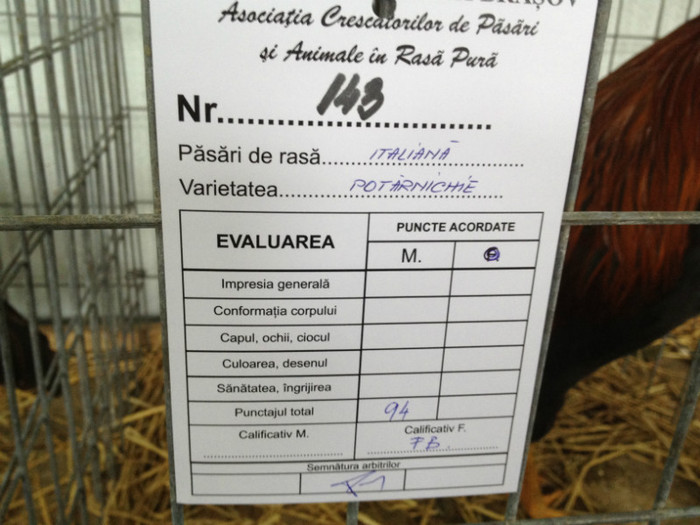 BRAȘOV
Asociația Crescătorilor de Păsări
și Animale în Rasă Pură
Nr. 143
Păsări de rasă ITALIANĂ
Varietatea POTÂRNICHIE
EVALUAREA PUNCTE ACORDATE
M.
Impresia generală
Conformația corpului
Capul, ochii, ciocul
Culoarea, desenul
Sănătatea, îngrijirea
Punctajul total 94
Calificativ M. Calificativ F.
FB
Semnătura arbitrilor